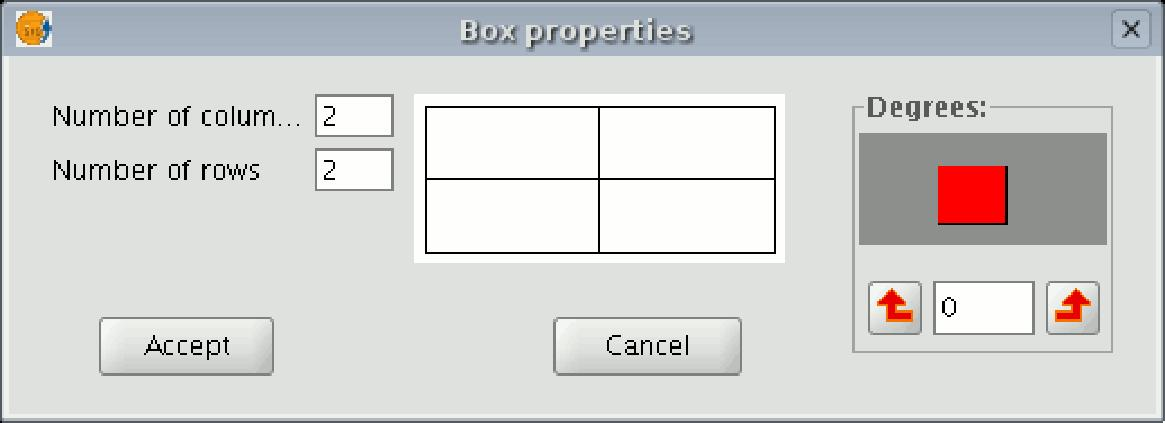 Box properties
Number of colum... 2
Number of rows 2
Degrees:
0
Accept
Cancel